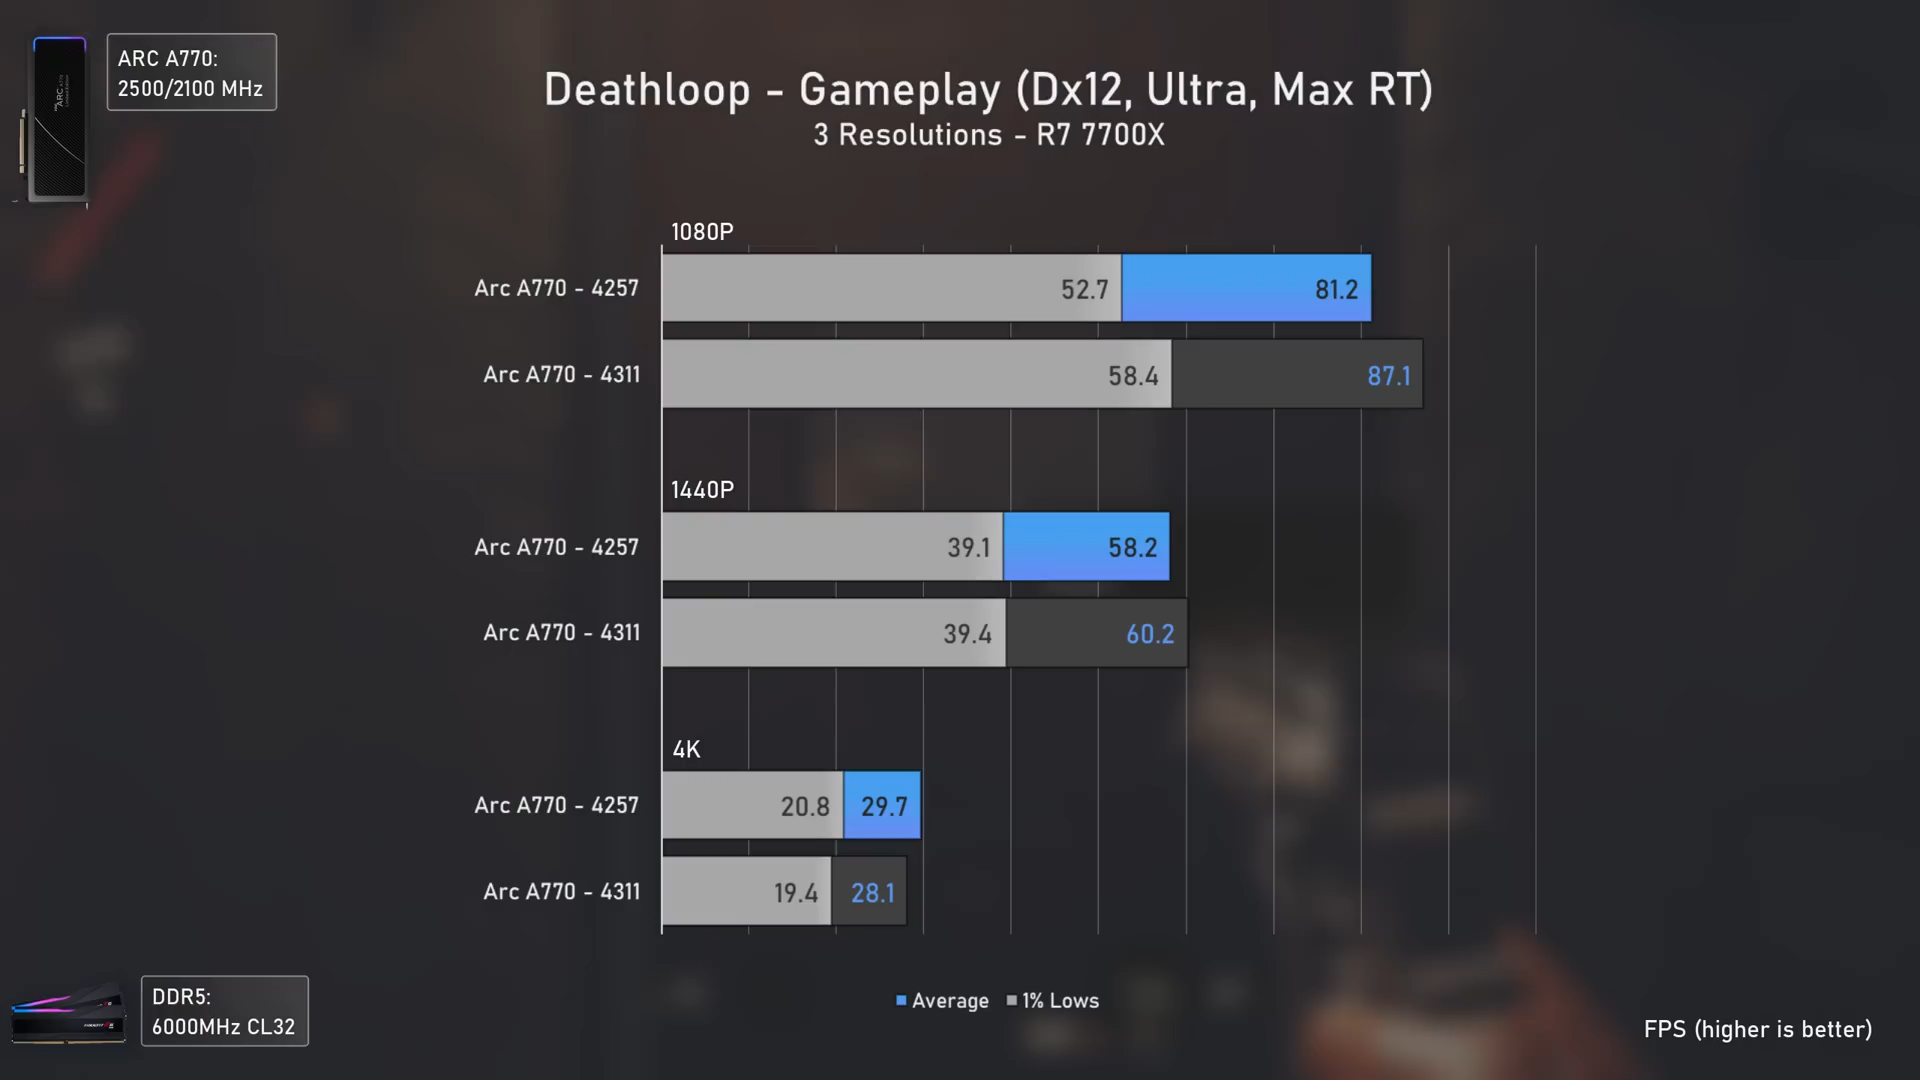 ARC A770:
2500/2100 MHz
Deathloop - Gameplay (Dx12, Ultra, Max RT)
3 Resolutions - R7 7700X
1080P
Arc A770 - 4257
52.7
81.2
Arc A770 - 4311
58.4
87.1
1440P
Arc A770 - 4257
39.1
58.2
Arc A770 - 4311
39.4
60.2
4K
Arc A770 - 4257
20.8
29.7
Arc A770 - 4311
19.4
28.1
Average
1% Lows
DDR5:
6000MHz CL32
FPS (higher is better)